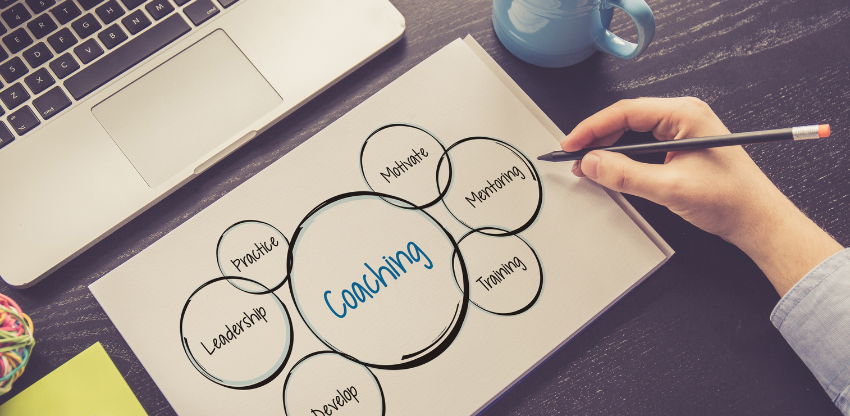 Motivate
Mentoring
Practice
Coaching
Training
Leadership
Develop